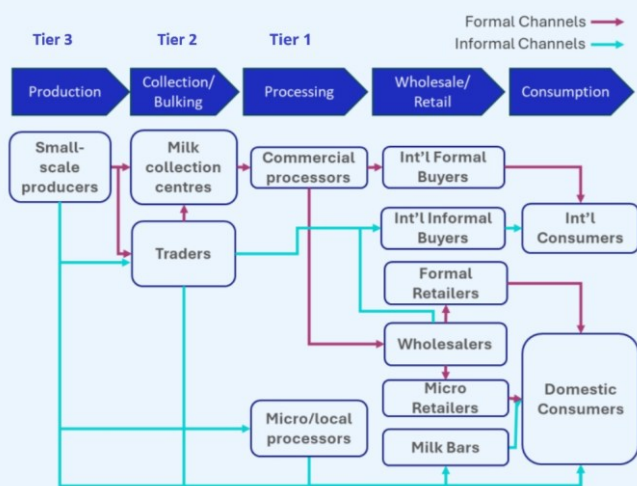 Formal Channels
Informal Channels
Tier 3
Tier 2
Tier 1
Production
Collection/
Bulking
Processing
Wholesale/
Retail
Consumption
Small-
scale
producers
Milk
collection
centres
Commercial
processors
Int'l Formal
Buyers
Int'l Informal
Buyers
Int'l
Consumers
Traders
Formal
Retailers
Wholesalers
Micro
Retailers
Domestic
Consumers
Micro/local
processors
Milk Bars